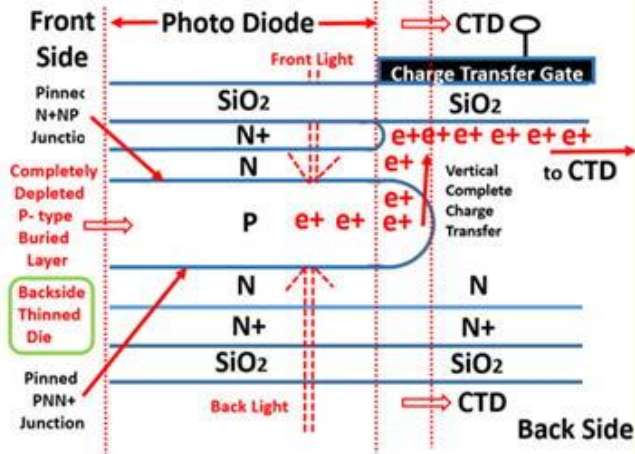 Front
Side
Photo Diode
CTD
Front Light
Charge Transfer Gate
Pinned
N+NP
Junctio
SiO2
SiO2
N+
e+e+e+ e+ e+ e+
to CTD
N
e+
Completely
Depleted
P- type
Buried
Layer
P
e+ e+
e+
e+
Vertical
Complete
Charge
Transfer
Backside
Thinned
Die
N
N
N+
N+
SiO2
SiO2
Pinned
PNN+
Junction
Back Light
CTD
Back Side